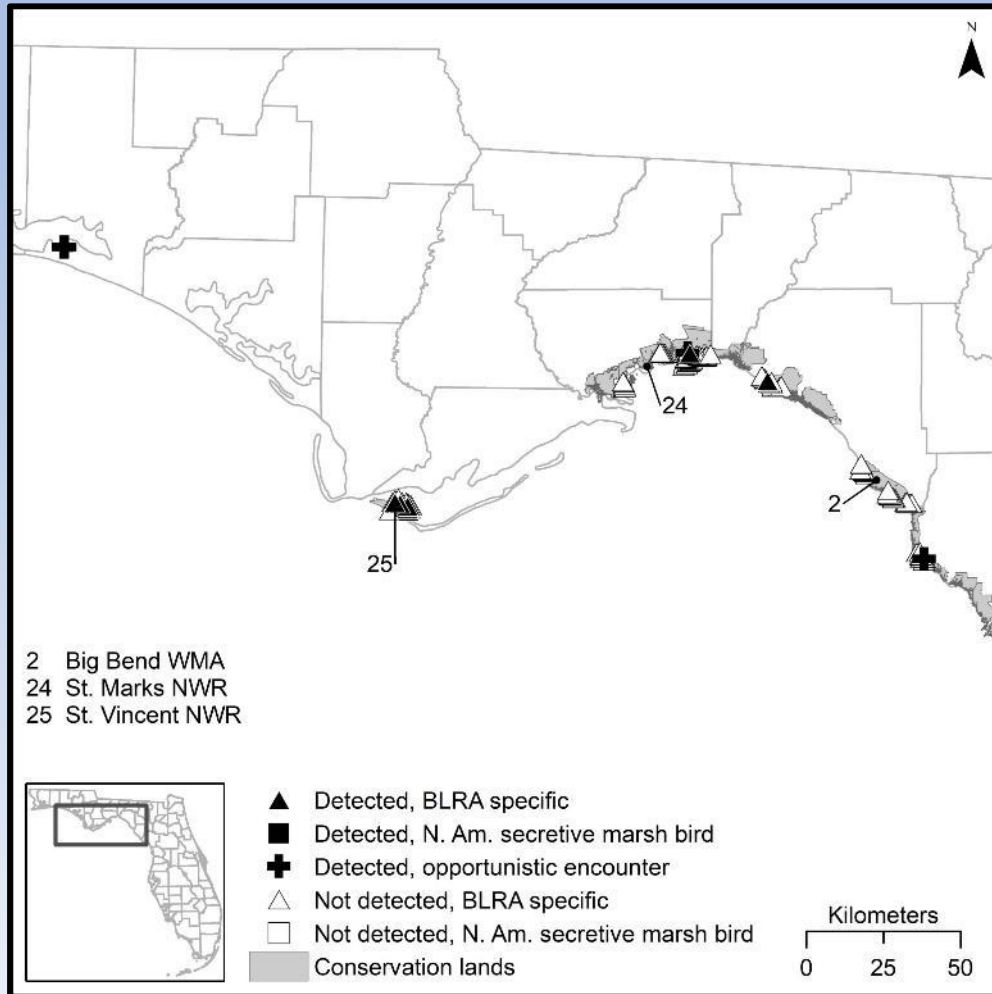 N
24
2
25
2 Big Bend WMA
24 St. Marks NWR
25 St. Vincent NWR
Detected, BLRA specific
Detected, N. Am. secretive marsh bird
Detected, opportunistic encounter
Not detected, BLRA specific
Not detected, N. Am. secretive marsh bird
Conservation lands
Kilometers
0 25 50